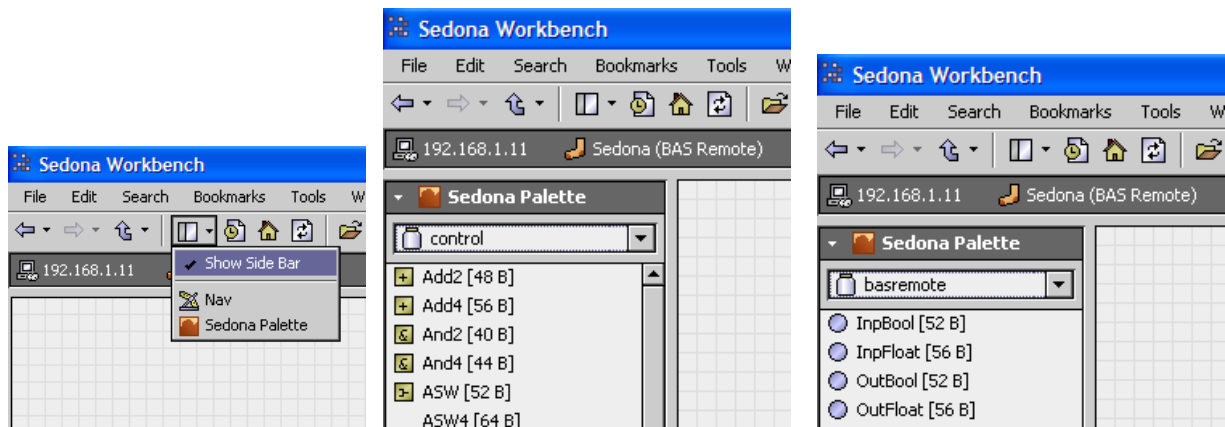 Sedona Workbench
File Edit Search Bookmarks Tools W
192.168.1.11
Show Side Bar
Nav
Sedona Palette
Sedona Workbench
File Edit Search Bookmarks Tools W
192.168.1.11 Sedona (BAS Remote)
Sedona Palette
control
Add2 [48 B]
Add4 [56 B]
And2 [40 B]
And4 [44 B]
ASW [52 B]
ASW4 [64 B]
Sedona Workbench
File Edit Search Bookmarks Tools W
192.168.1.11 Sedona (BAS Remote)
Sedona Palette
basremote
InpBool [52 B]
InpFloat [56 B]
OutBool [52 B]
OutFloat [56 B]